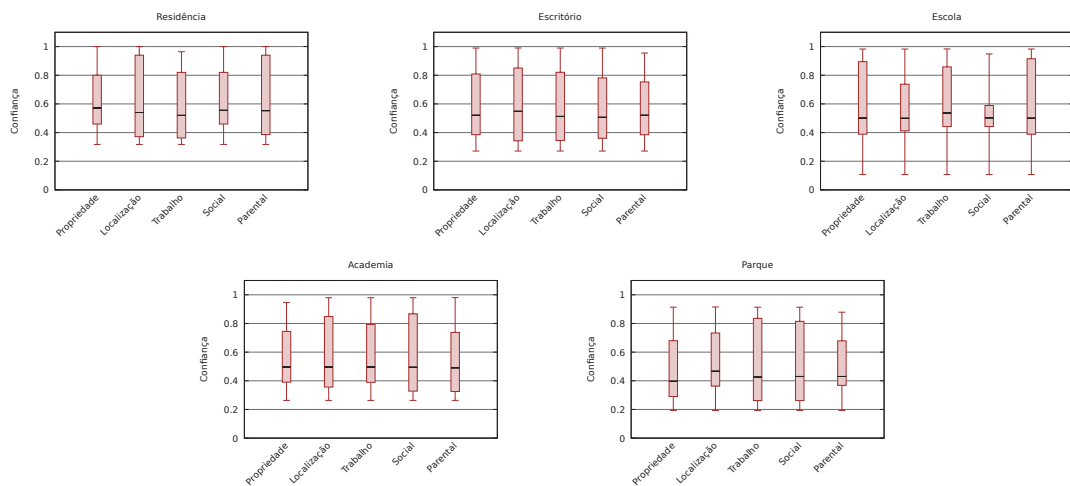 Residência
Confiança
1
0.8
0.6
0.4
0.2
0
Propriedade
Localização
Trabalho
Social
Parental
Escritório
Confiança
1
0.8
0.6
0.4
0.2
0
Propriedade
Localização
Trabalho
Social
Parental
Escola
Confiança
1
0.8
0.6
0.4
0.2
0
Propriedade
Localização
Trabalho
Social
Parental
Academia
Confiança
1
0.8
0.6
0.4
0.2
0
Propriedade
Localização
Trabalho
Social
Parental
Parque
Confiança
1
0.8
0.6
0.4
0.2
0
Propriedade
Localização
Trabalho
Social
Parental